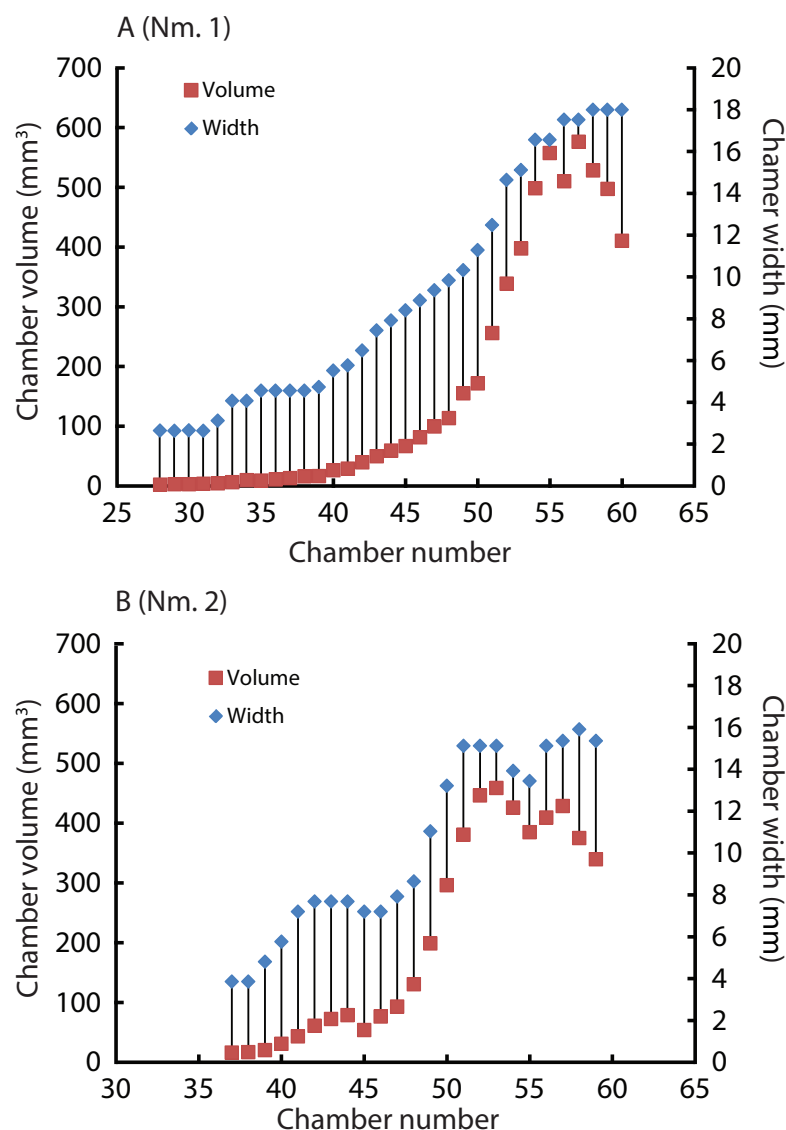 A (Nm. 1)
700
600
500
400
300
200
100
0
Chamber volume (mm³)
Volume
Width
20
18
16
14
12
10
8
6
4
2
0
Chamer width (mm)
25 30 35 40 45 50 55 60 65
Chamber number
B (Nm. 2)
700
600
500
400
300
200
100
0
Chamber volume (mm³)
Volume
Width
20
18
16
14
12
10
8
6
4
2
0
Chamber width (mm)
30 35 40 45 50 55 60 65
Chamber number